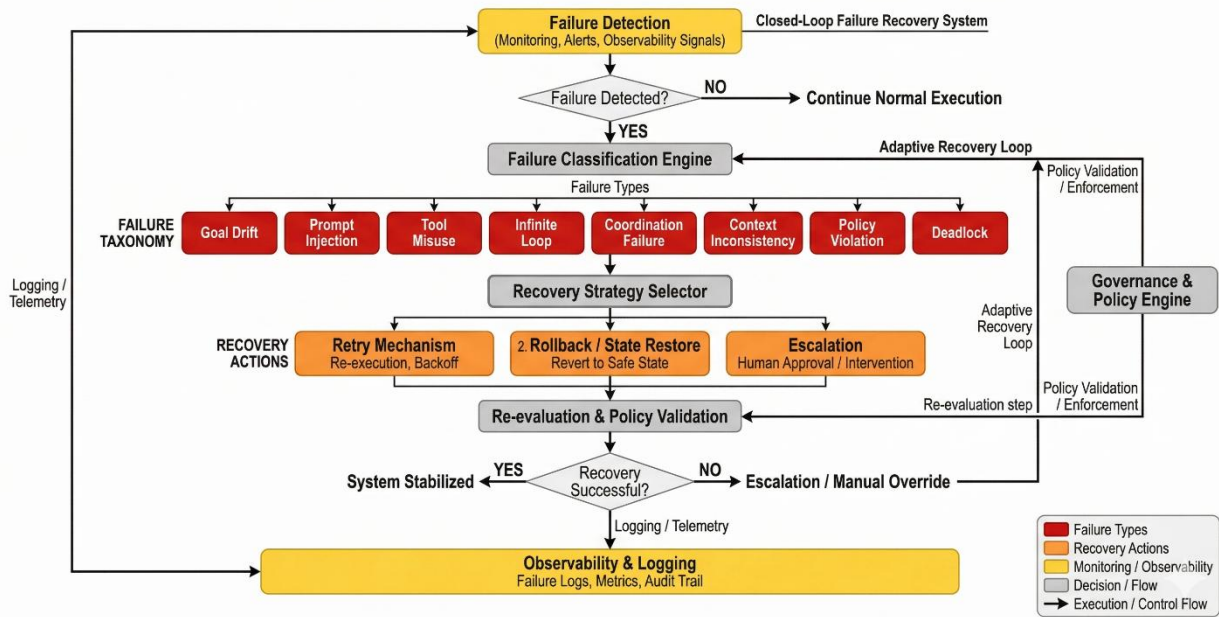 Failure Detection
(Monitoring, Alerts, Observability Signals)
Closed-Loop Failure Recovery System
Failure Detected?
NO
Continue Normal Execution
YES
Failure Classification Engine
Adaptive Recovery Loop
Policy Validation
/ Enforcement
Failure Types
FAILURE
TAXONOMY
Goal Drift
Prompt
Injection
Tool
Misuse
Infinite
Loop
Coordination
Failure
Context
Inconsistency
Policy
Violation
Deadlock
Logging /
Telemetry
Recovery Strategy Selector
Governance &
Policy Engine
Adaptive
Recovery
Loop
RECOVERY
ACTIONS
Retry Mechanism
Re-execution, Backoff
2. Rollback / State Restore
Revert to Safe State
Escalation
Human Approval / Intervention
Re-evaluation & Policy Validation
Re-evaluation step
Policy Validation
/ Enforcement
System Stabilized
YES
Recovery
Successful?
NO
Escalation / Manual Override
Logging / Telemetry
Observability & Logging
Failure Logs, Metrics, Audit Trail
Failure Types
Recovery Actions
Monitoring / Observability
Decision / Flow
Execution / Control Flow